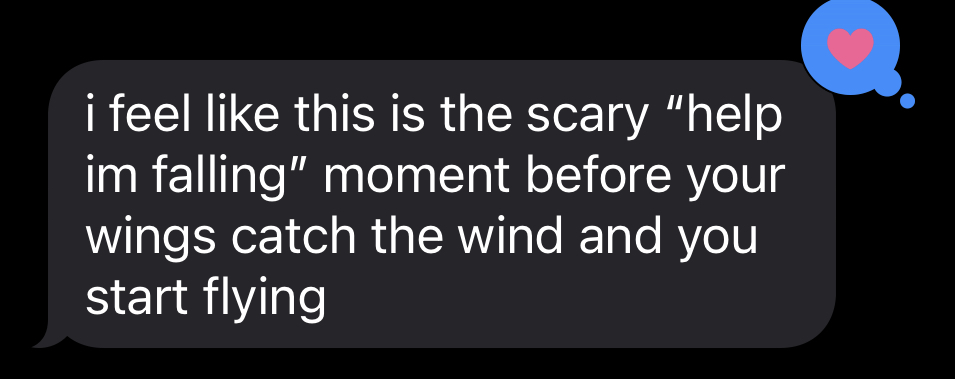 i feel like this is the scary “help
im falling” moment before your
wings catch the wind and you
start flying